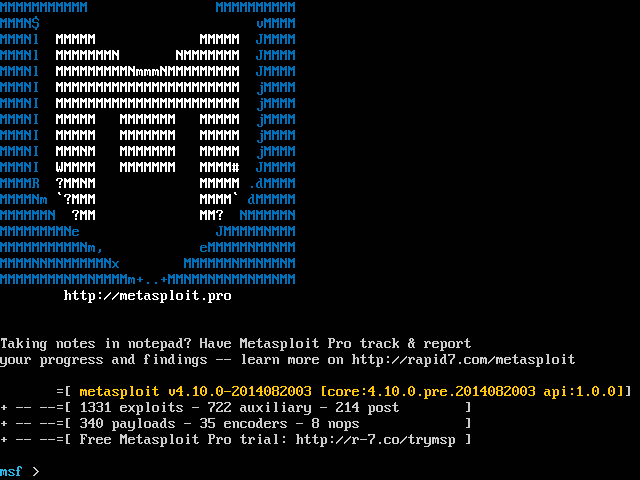 MMMMMMMMMMM                MMMMMMMMMM
MMMN$                           vMMMM
MMMNl  MMMMM             MMMMM  JMMMM
MMMNl  MMMMMMMN       NMMMMMMM  JMMMM
MMMNl  MMMMMMMMMNmmmNMMMMMMMMM  JMMMM
MMMNI  MMMMMMMMMMMMMMMMMMMMMMM  jMMMM
MMMNI  MMMMMMMMMMMMMMMMMMMMMMM  jMMMM
MMMNI  MMMMM   MMMMMMM   MMMMM  jMMMM
MMMNI  MMMMM   MMMMMMM   MMMMM  jMMMM
MMMNI  MMMNM   MMMMMMM   MMMMM  jMMMM
MMMNI  WMMMM   MMMMMMM   MMMM#  JMMMM
MMMMR  ?MMNM             MMMMM .dMMMM
MMMMNm `?MMM             MMMM` dMMMMM
MMMMMMN  ?MM             MM?  NMMMMMN
MMMMMMMMNe                 JMMMMMNMMM
MMMMMMMMMMNm,            eMMMMMNMMNMM
MMMMNNMNMMMMMNx        MMMMMMNMMNMMNM
MMMMMMMMNMMNMMMMm+..+MMNMMNMNMMNMMNMM
http://metasploit.pro
Taking notes in notepad? Have Metasploit Pro track & report
your progress and findings -- learn more on http://rapid7.com/metasploit
=[ metasploit v4.10.0-2014082003 [core:4.10.0.pre.2014082003 api:1.0.0]]
+ -- --=[ 1331 exploits - 722 auxiliary - 214 post        ]
+ -- --=[ 340 payloads - 35 encoders - 8 nops             ]
+ -- --=[ Free Metasploit Pro trial: http://r-7.co/trymsp ]
msf >